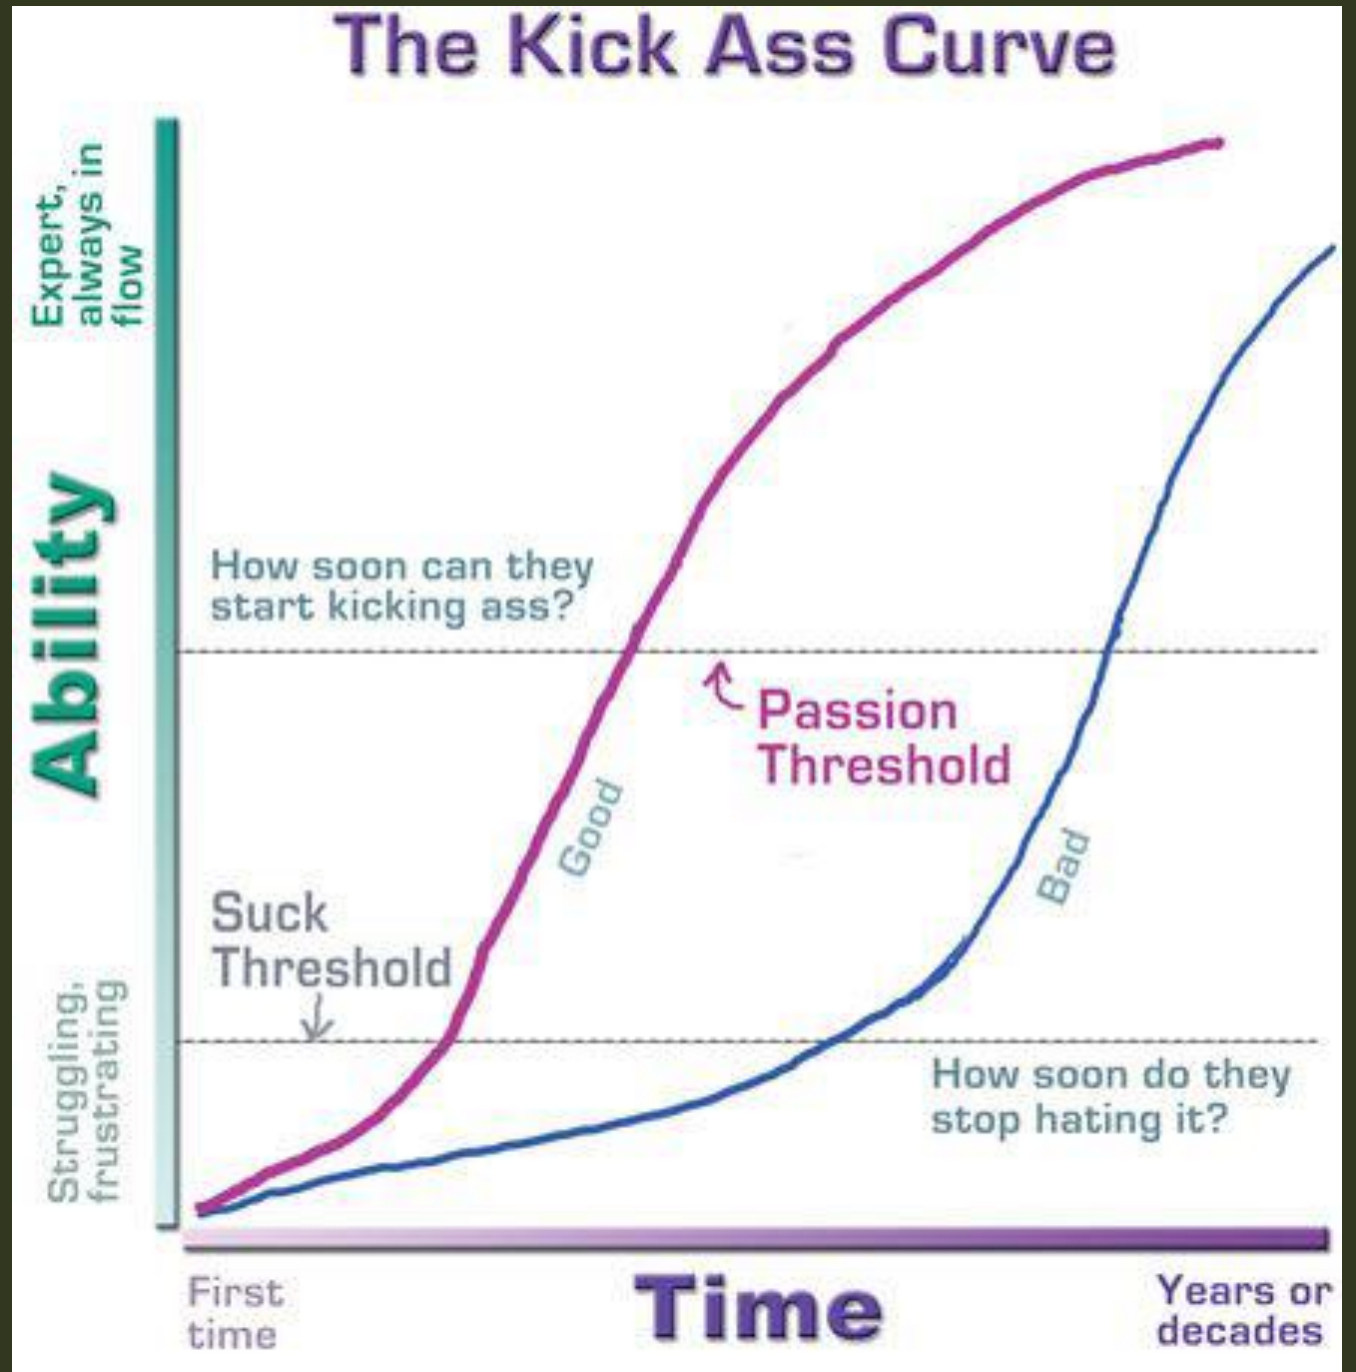 The Kick Ass Curve
Expert,
always in
flow
Ability
Struggling,
frustrating
How soon can they
start kicking ass?
Passion
Threshold
Good
Bad
Suck
Threshold
How soon do they
stop hating it?
First
time
Time
Years or
decades